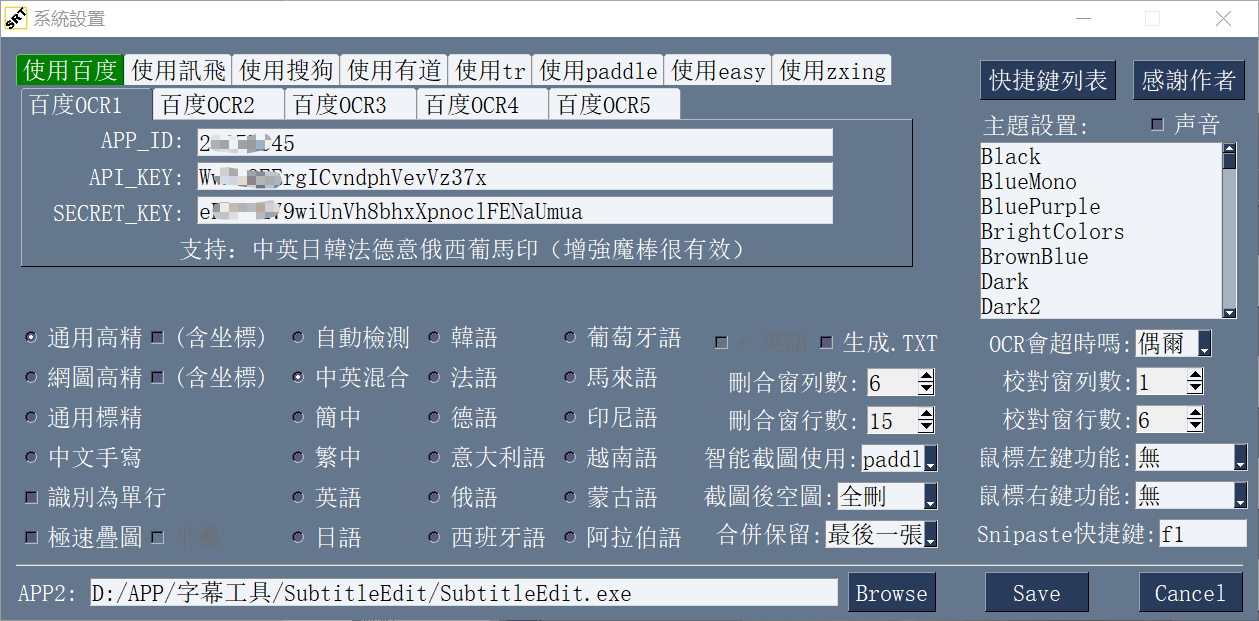 SRT 系統設置
使用百度 使用訊飛 使用搜狗 使用有道 使用tr 使用paddle 使用easy 使用zxing
快捷鍵列表 感謝作者
百度OCR1 百度OCR2 百度OCR3 百度OCR4 百度OCR5
主題設置: 声音
APP_ID: 45
API_KEY: rgICvndphVevVz37x
SECRET_KEY: 9wiUnVh8bhxXpnoclFENaUmua
支持: 中英日韓法德意俄西葡馬印（增強魔棒很有效）
Black
BlueMono
BluePurple
BrightColors
BrownBlue
Dark
Dark2
通用高精 (含坐標) 自動檢測 韓語 葡萄牙語 + 英語 生成.TXT OCR會超時嗎: 偶爾
網圖高精 (含坐標) 中英混合 法語 馬來語 刪合窗列數: 6 校對窗列數: 1
通用標精 簡中 德語 印尼語 刪合窗行數: 15 校對窗行數: 6
中文手寫 繁中 意大利語 越南語 智能截圖使用: paddl 鼠標左鍵功能: 無
識別為單行 英語 俄語 蒙古語 截圖後空圖: 全刪 鼠標右鍵功能: 無
極速疊圖 半疊 日語 西班牙語 阿拉伯語 合併保留: 最後一張 Snipaste快捷鍵: f1
APP2: D:/APP/字幕工具/SubtitleEdit/SubtitleEdit.exe Browse Save Cancel